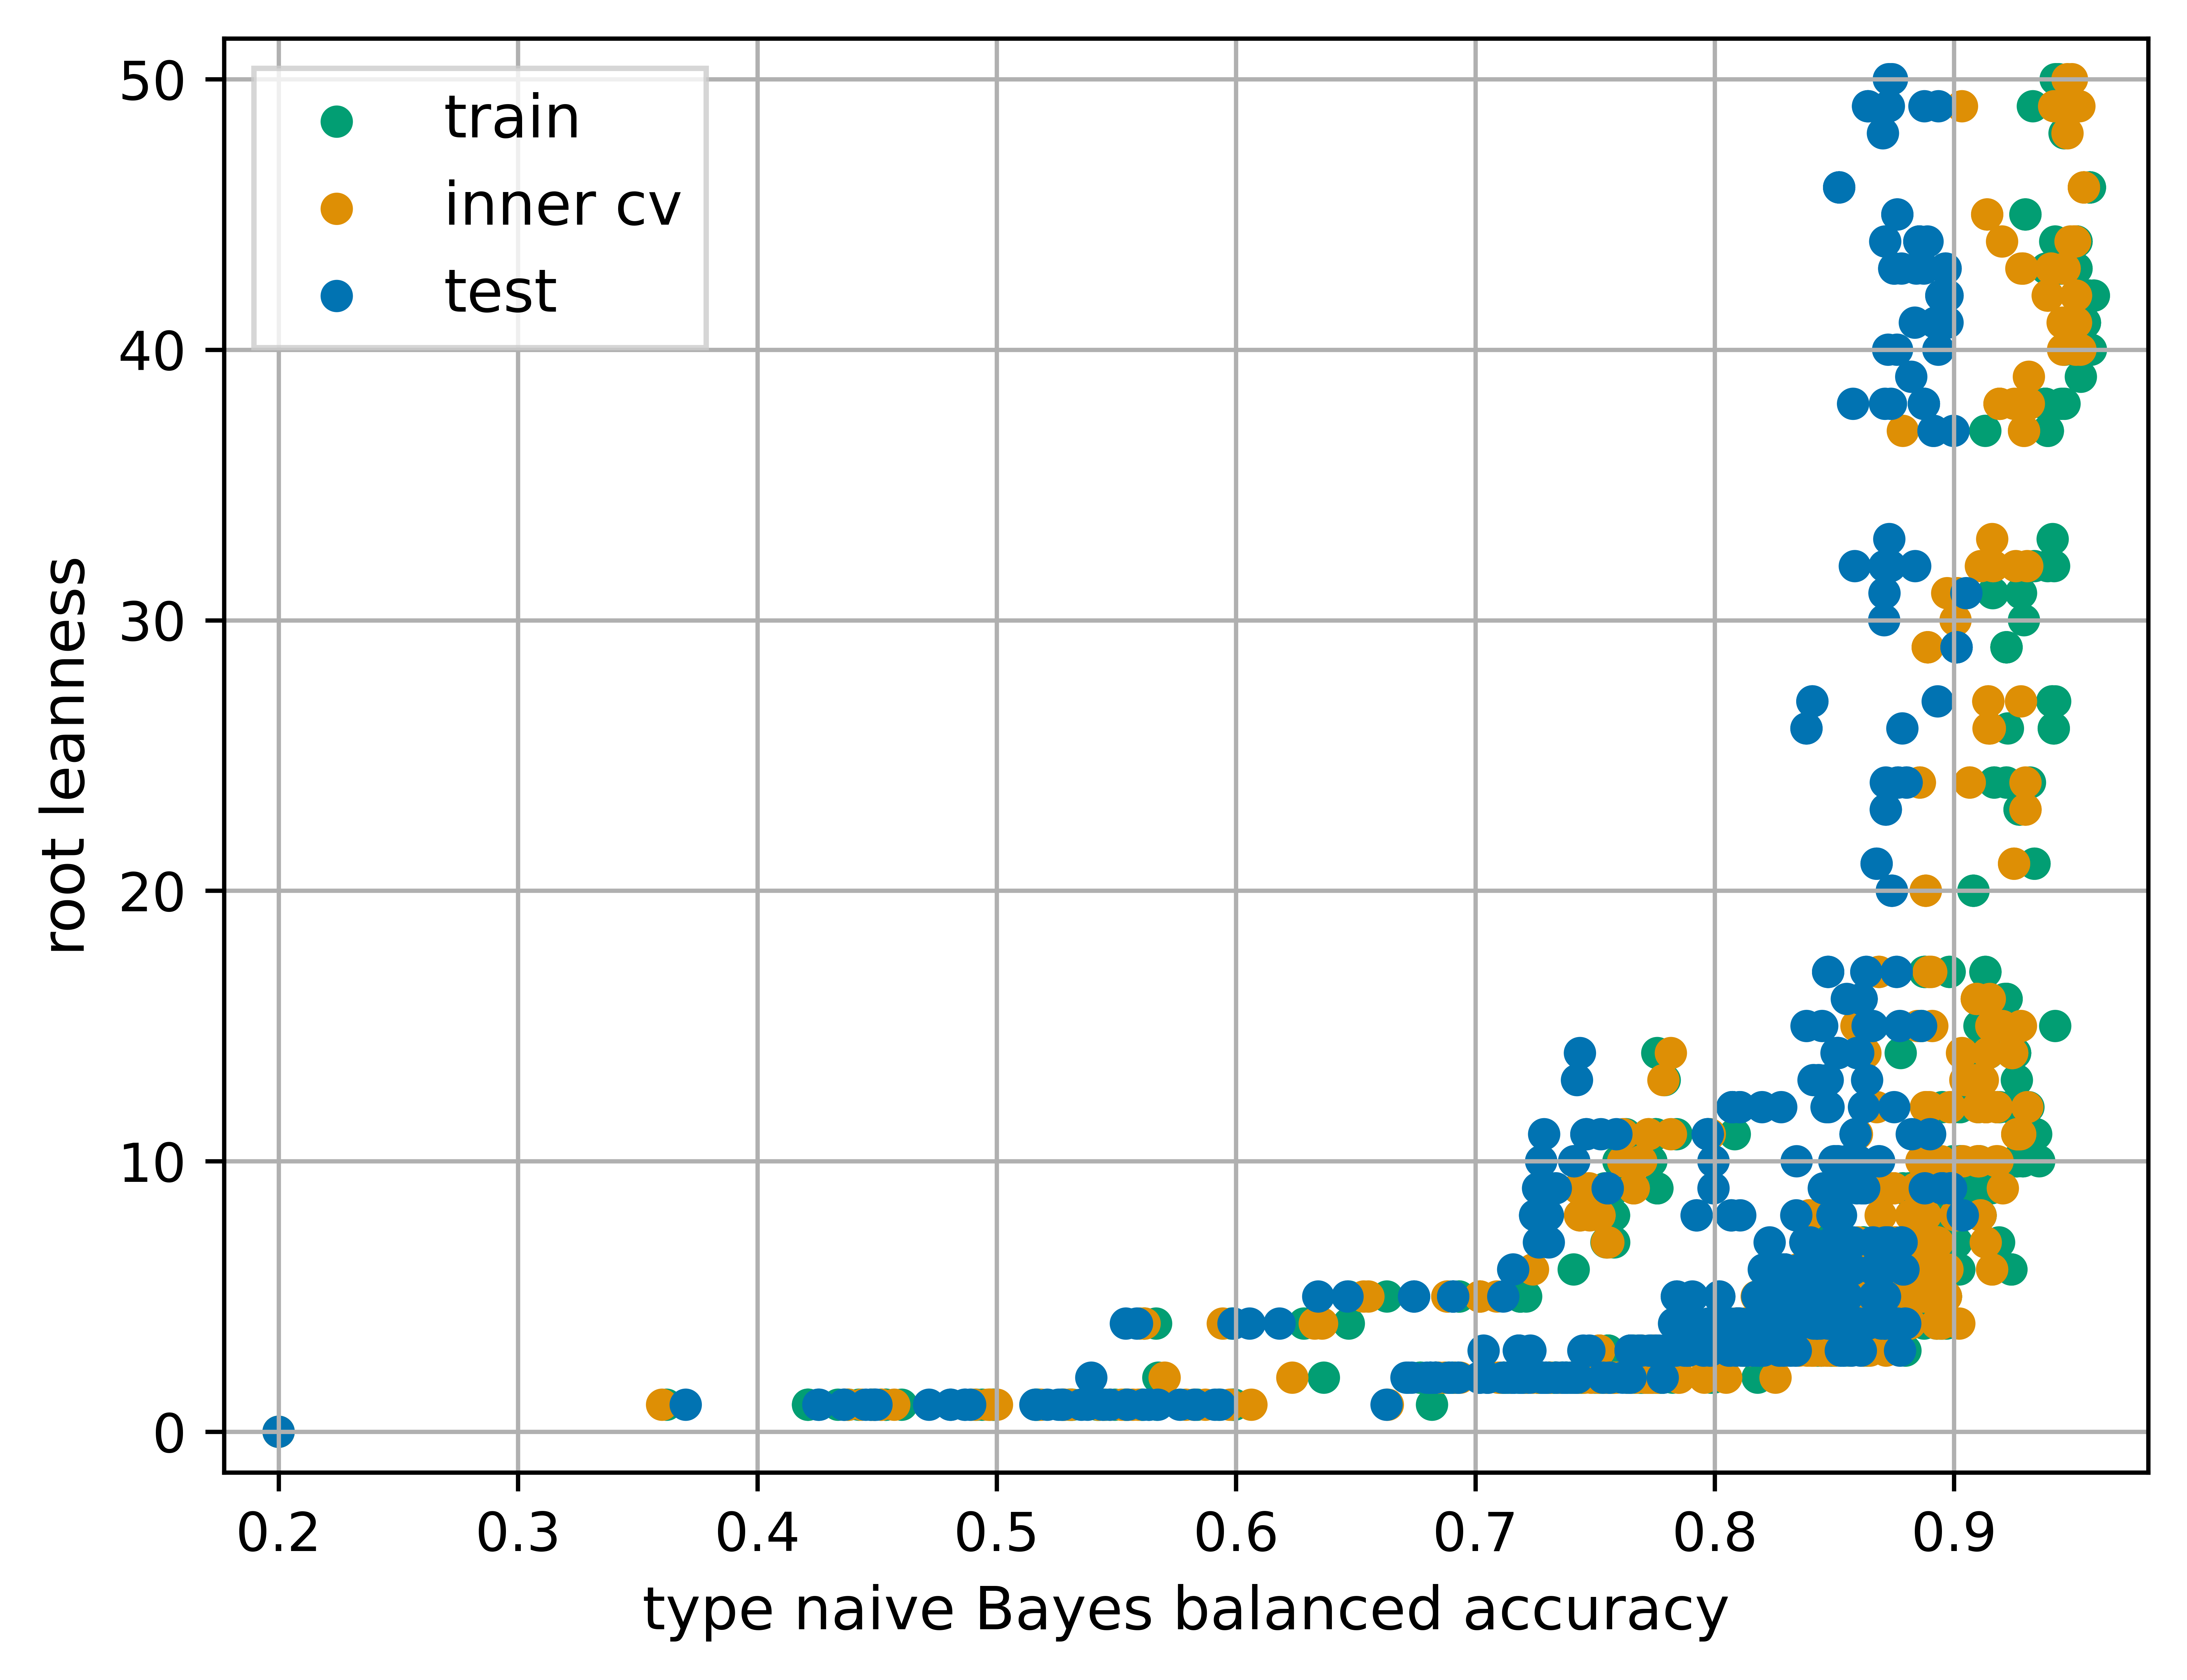 50
40
30
20
10
0
root leanness
train
inner cv
test
0.2 0.3 0.4 0.5 0.6 0.7 0.8 0.9
type naive Bayes balanced accuracy